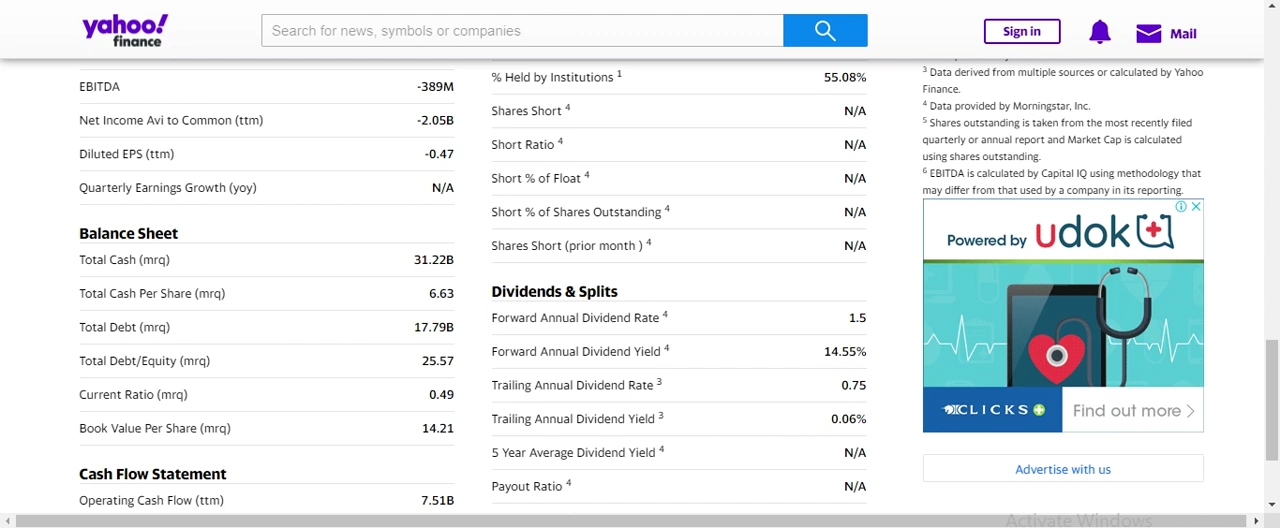 yahoo!
finance
Search for news, symbols or companies
Sign in
Mail
EBITDA -389M
Net Income Avi to Common (ttm) -2.05B
Diluted EPS (ttm) -0.47
Quarterly Earnings Growth (yoy) N/A
Balance Sheet
Total Cash (mrq) 31.22B
Total Cash Per Share (mrq) 6.63
Total Debt (mrq) 17.79B
Total Debt/Equity (mrq) 25.57
Current Ratio (mrq) 0.49
Book Value Per Share (mrq) 14.21
Cash Flow Statement
Operating Cash Flow (ttm) 7.51B
% Held by Institutions 1 55.08%
Shares Short 4 N/A
Short Ratio 4 N/A
Short % of Float 4 N/A
Short % of Shares Outstanding 4 N/A
Shares Short (prior month ) 4 N/A
Dividends & Splits
Forward Annual Dividend Rate 4 1.5
Forward Annual Dividend Yield 4 14.55%
Trailing Annual Dividend Rate 3 0.75
Trailing Annual Dividend Yield 3 0.06%
5 Year Average Dividend Yield 4 N/A
Payout Ratio 4 N/A
3 Data derived from multiple sources or calculated by Yahoo
Finance.
4 Data provided by Morningstar, Inc.
5 Shares outstanding is taken from the most recently filed
quarterly or annual report and Market Cap is calculated
using shares outstanding.
6 EBITDA is calculated by Capital IQ using methodology that
may differ from that used by a company in its reporting.
Powered by udok
CLICKS
Find out more >
Advertise with us
Activate Windows